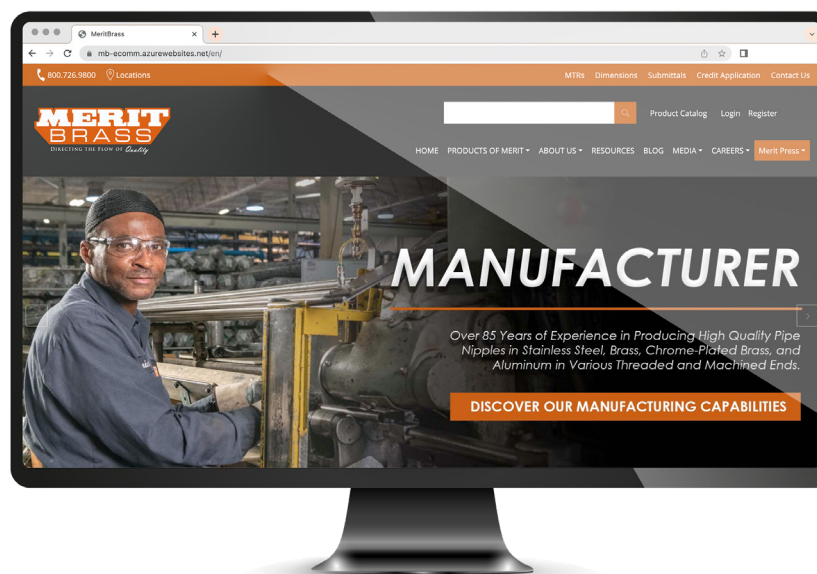 MeritBrass
mb-ecomm.azurewebsites.net/en/
800.726.9800 Locations MTRs Dimensions Submittals Credit Application Contact Us
MERIT
BRASS
DIRECTING THE FLOW OF Quality
Product Catalog Login Register
HOME PRODUCTS OF MERIT ABOUT US RESOURCES BLOG MEDIA CAREERS Merit Press
MANUFACTURER
Over 85 Years of Experience in Producing High Quality Pipe
Nipples in Stainless Steel, Brass, Chrome-Plated Brass, and
Aluminum in Various Threaded and Machined Ends.
DISCOVER OUR MANUFACTURING CAPABILITIES